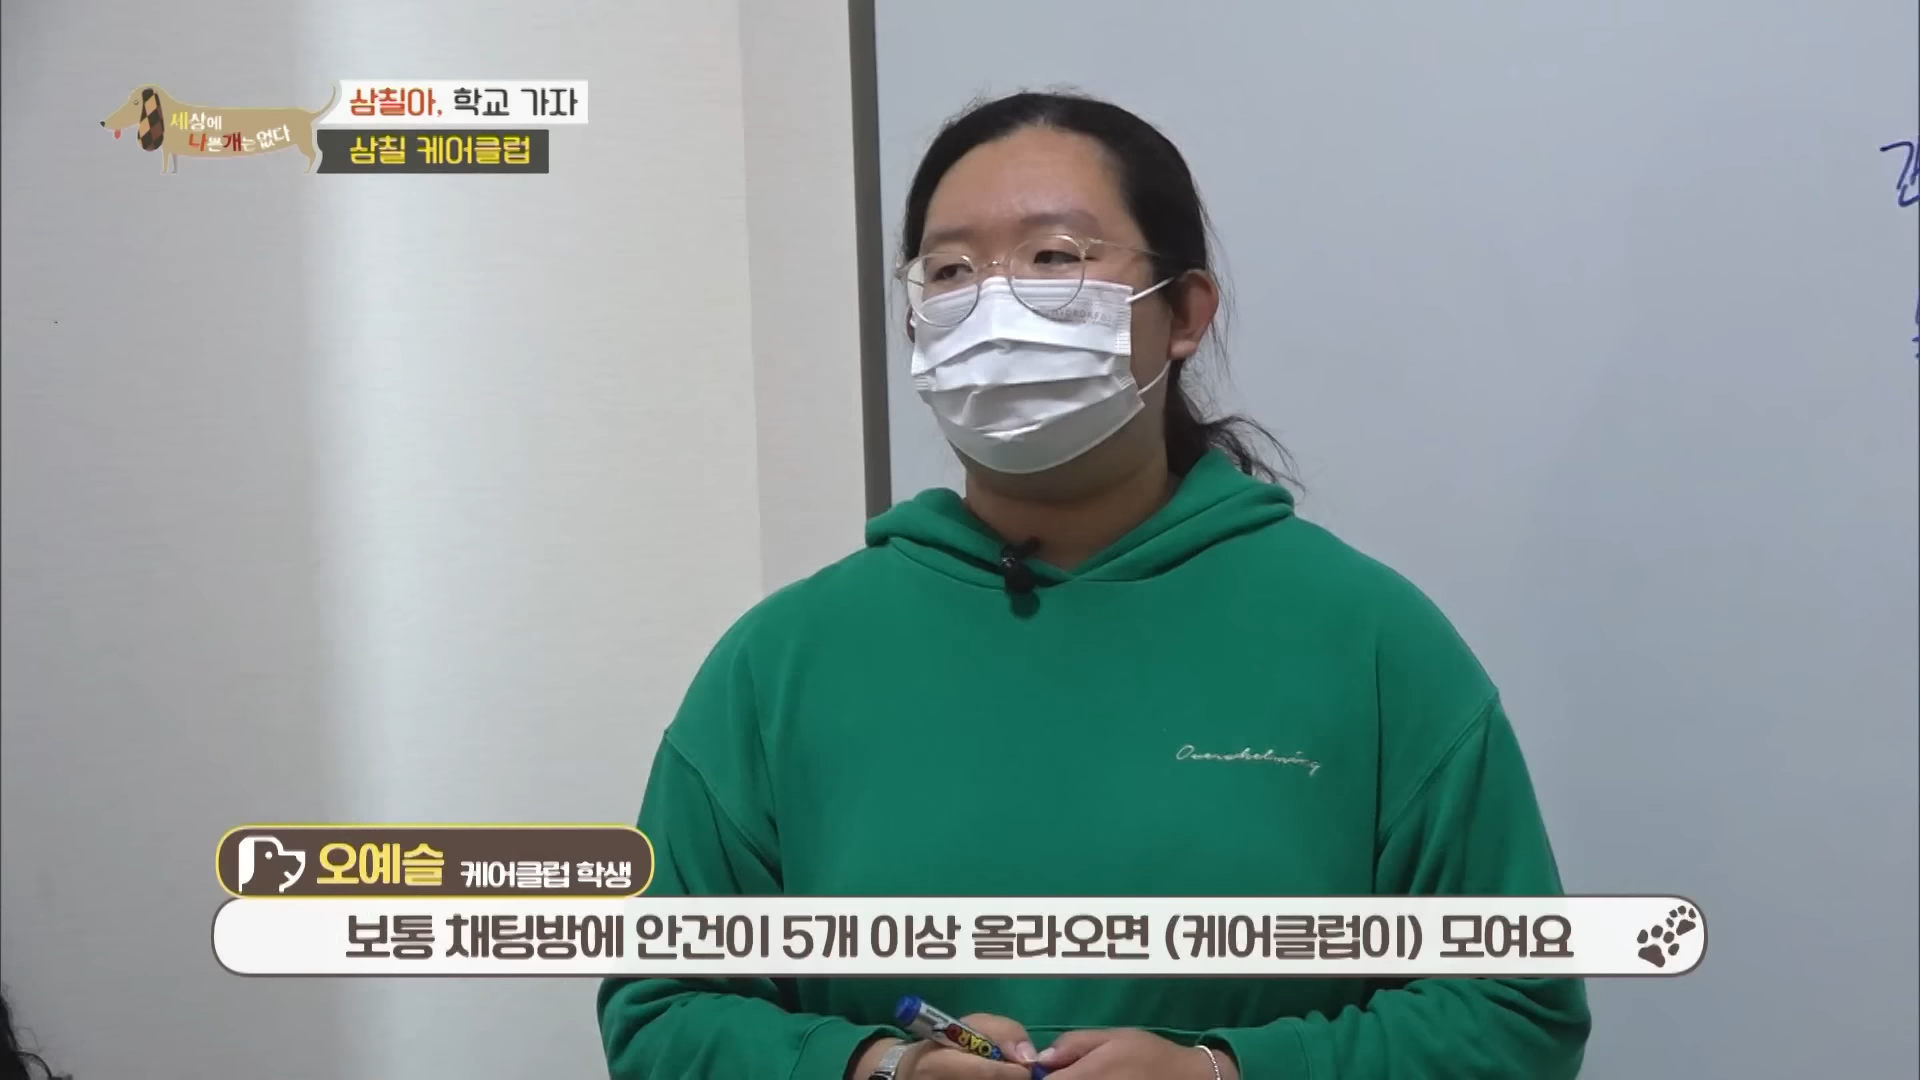 세상에
나쁜개는없다
삼칠아, 학교 가자
삼칠 케어클럽
Overwhelming
오예슬 케어클럽 학생
보통 채팅방에 안건이 5개 이상 올라오면 (케어클럽이) 모여요